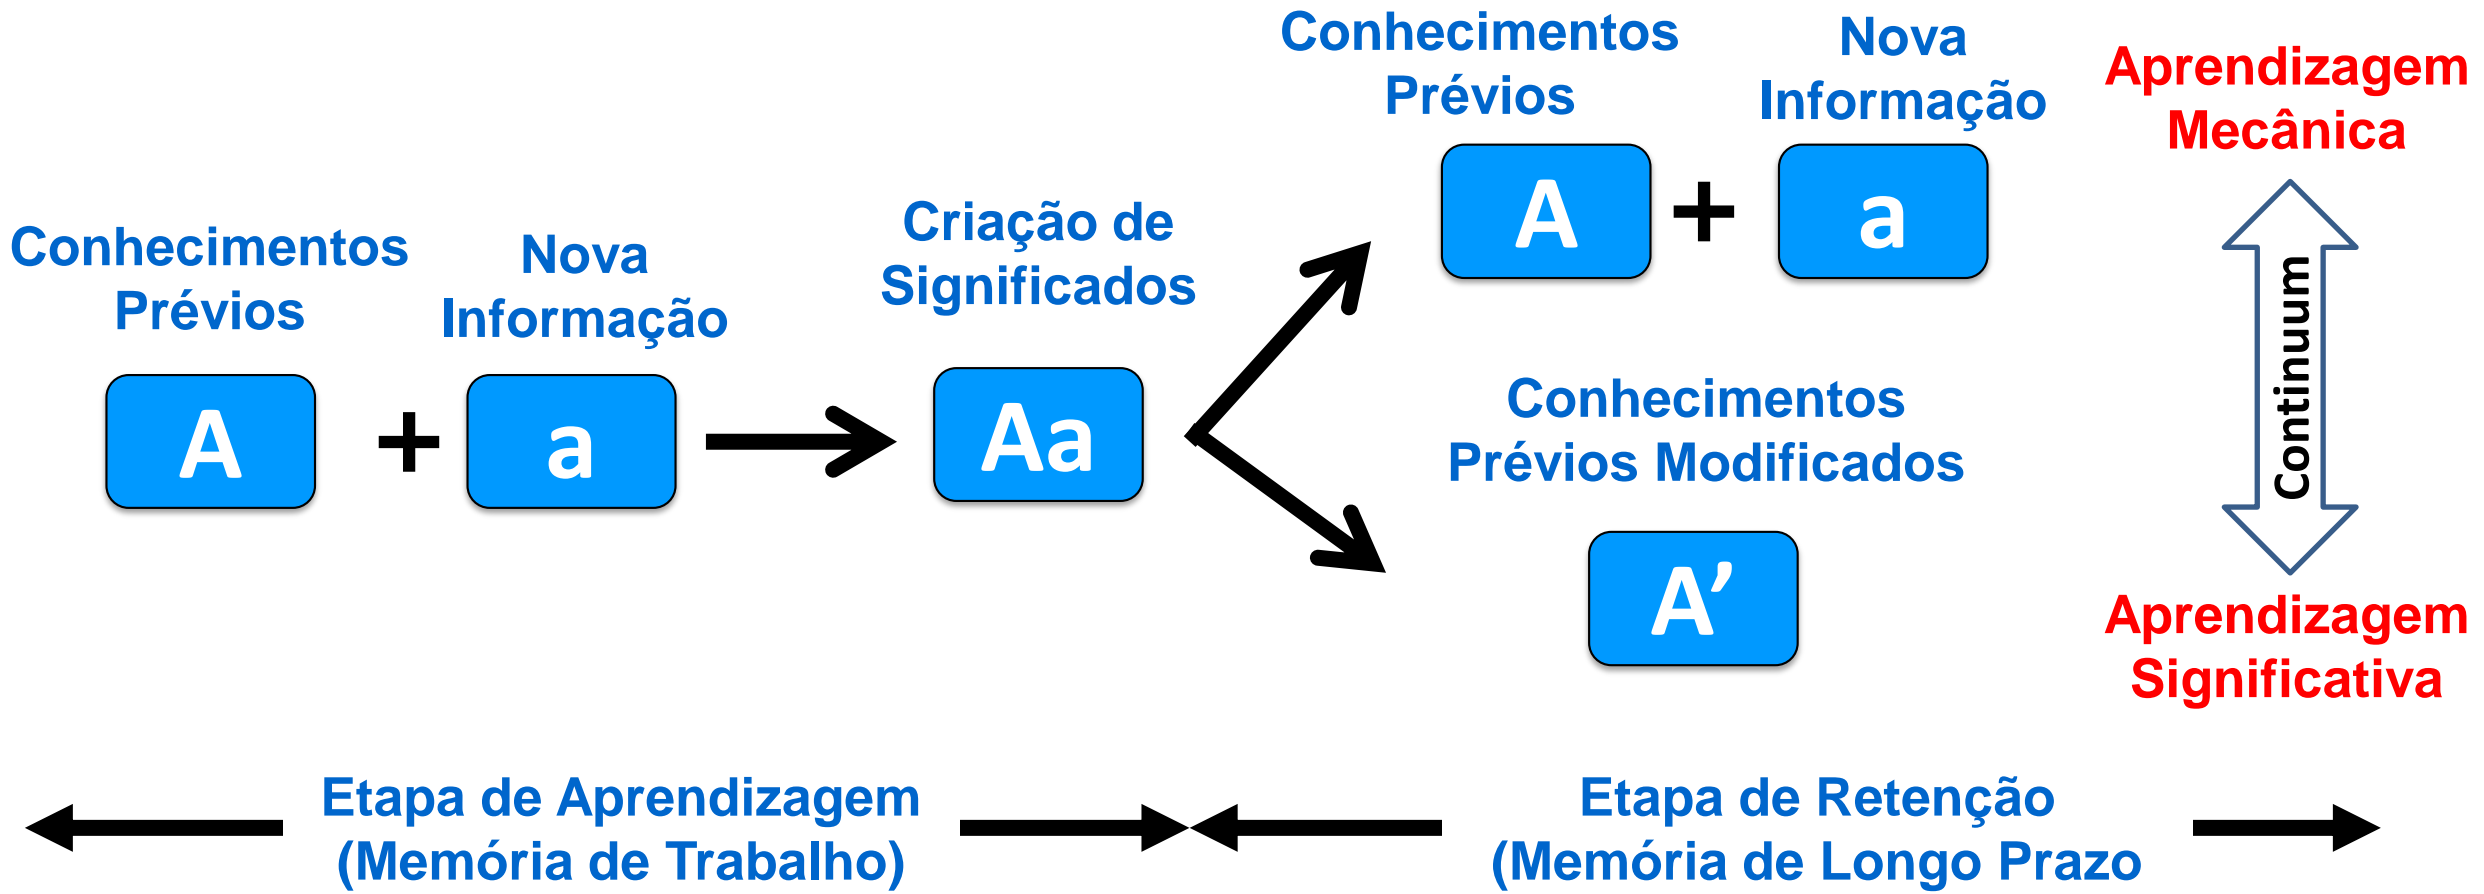 Conhecimentos
Prévios
Nova
Informação
A
+
a
Criação de
Significados
Aa
Conhecimentos
Prévios
Nova
Informação
A
+
a
Conhecimentos
Prévios Modificados
A’
Aprendizagem
Mecânica
Continuum
Aprendizagem
Significativa
Etapa de Aprendizagem
(Memória de Trabalho)
Etapa de Retenção
(Memória de Longo Prazo